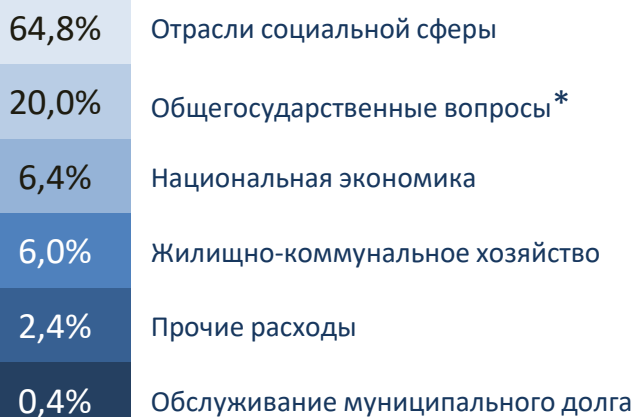 64,8% Отрасли социальной сферы
20,0% Общегосударственные вопросы*
6,4% Национальная экономика
6,0% Жилищно-коммунальное хозяйство
2,4% Прочие расходы
0,4% Обслуживание муниципального долга